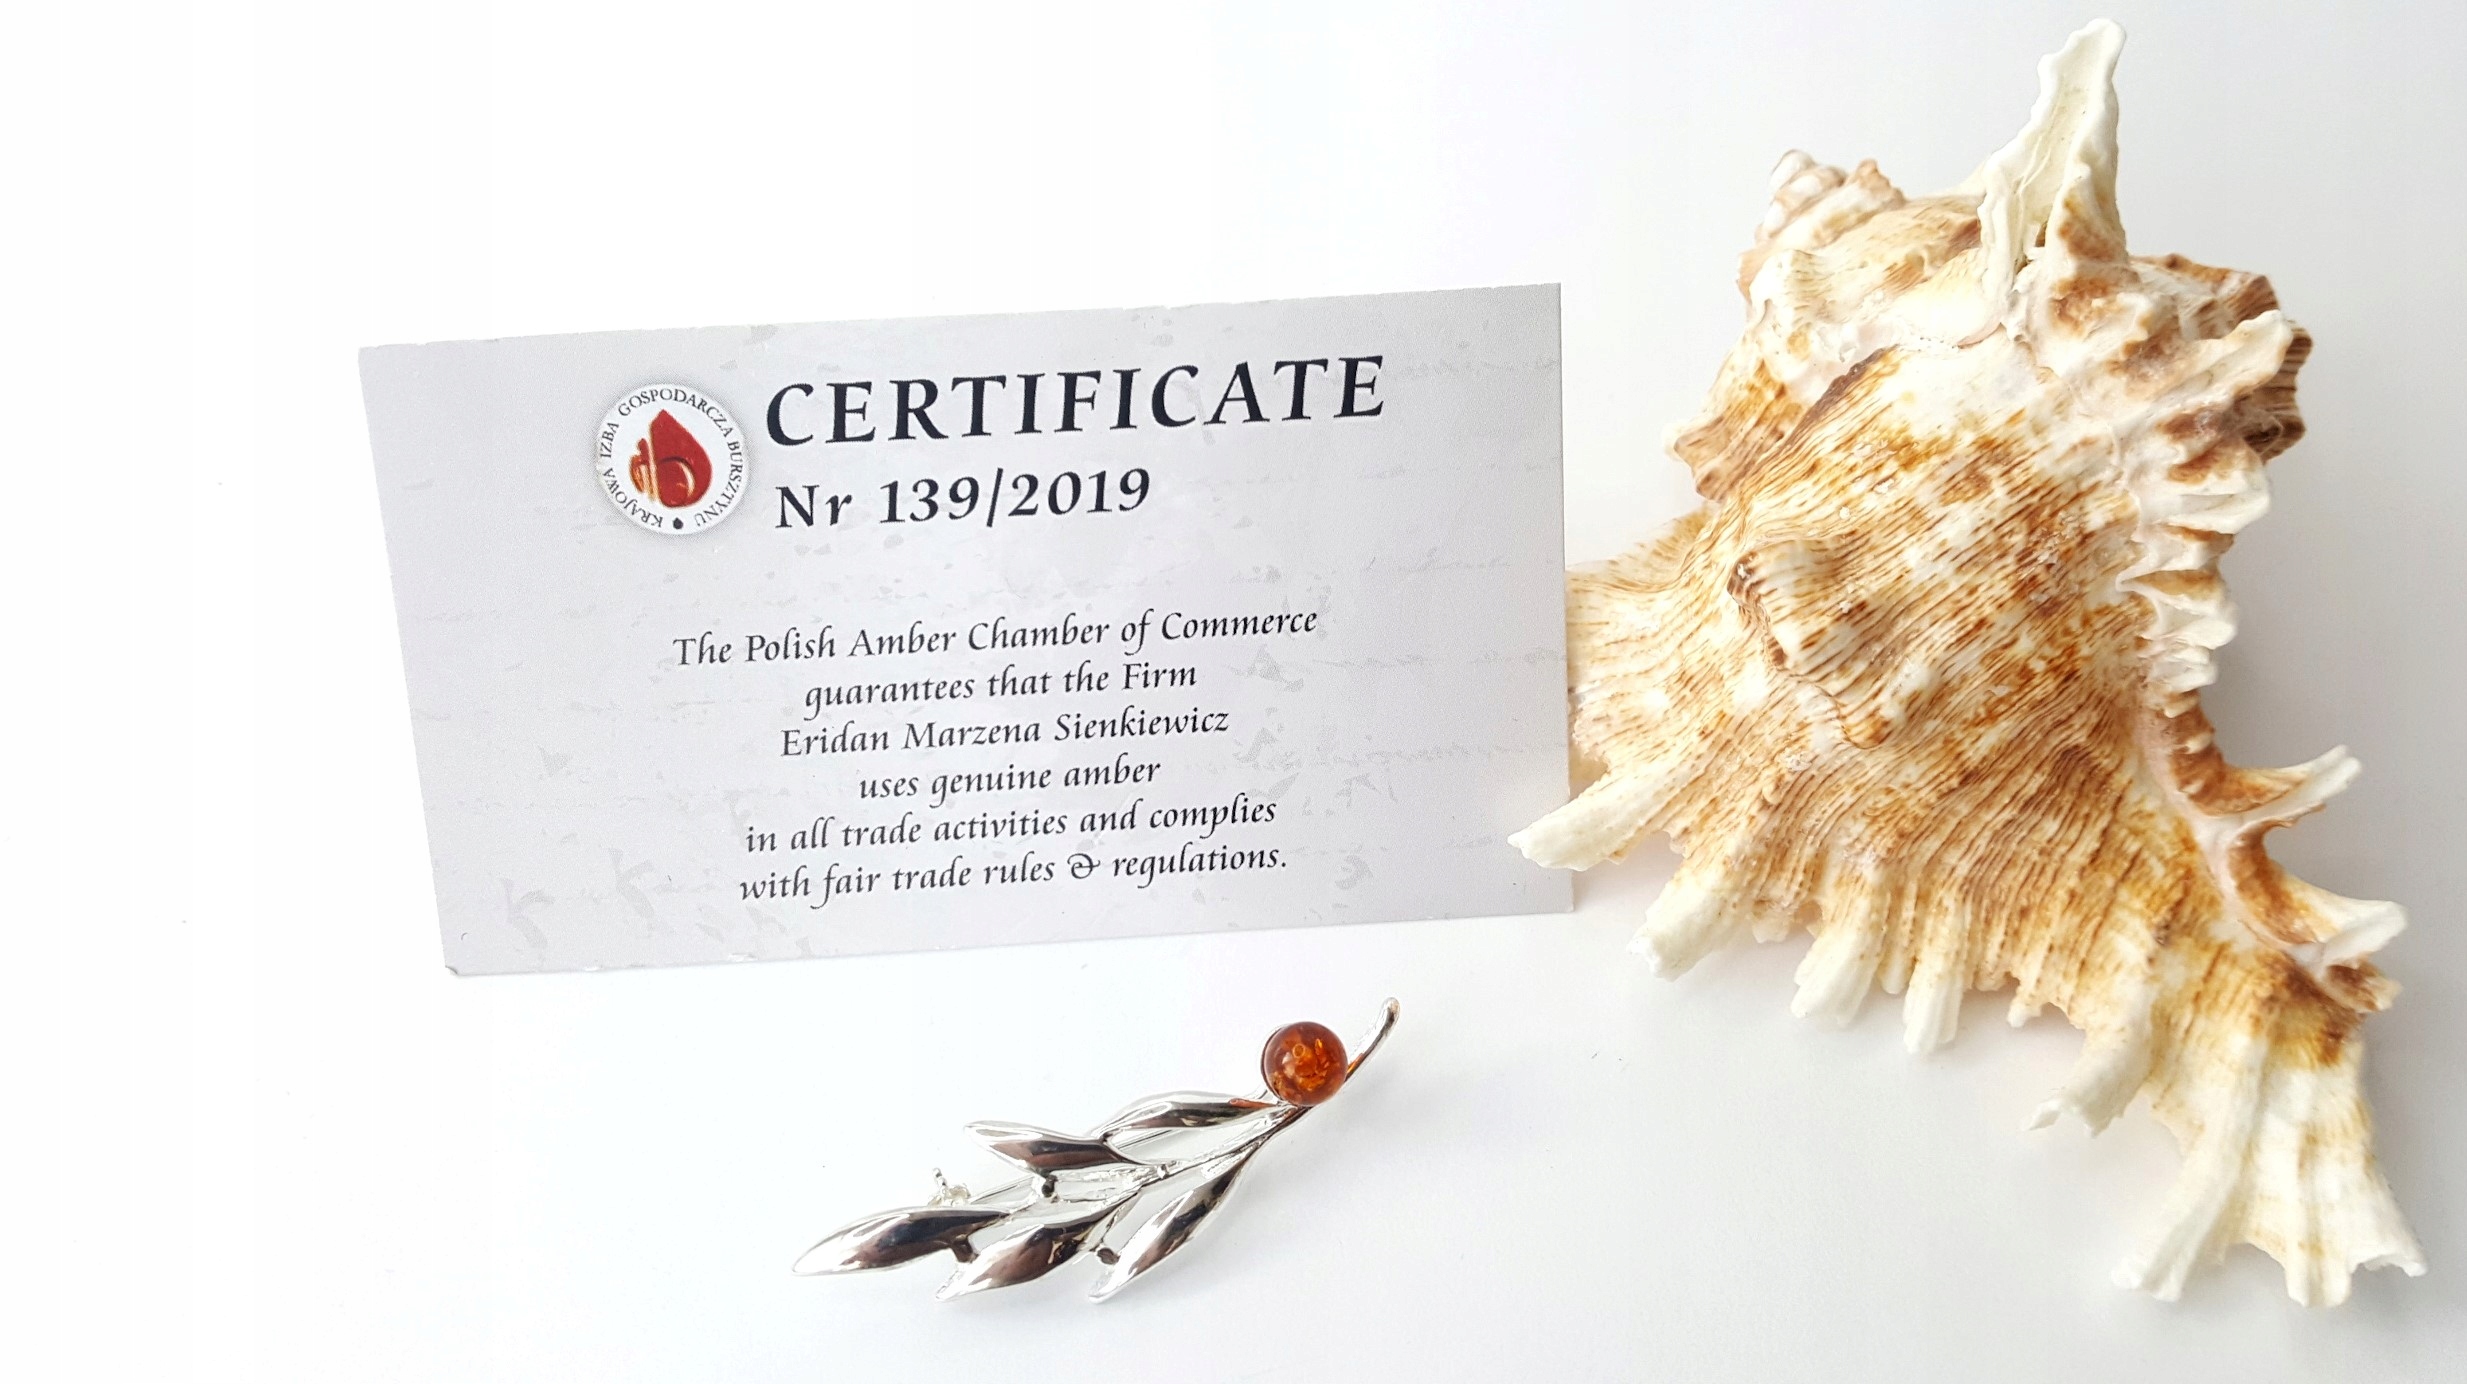 KRAJOWA IZBA GOSPODARCZA BURSZTYNU
CERTIFICATE
Nr 139/2019
The Polish Amber Chamber of Commerce
guarantees that the Firm
Eridan Marzena Sienkiewicz
uses genuine amber
in all trade activities and complies
with fair trade rules & regulations.